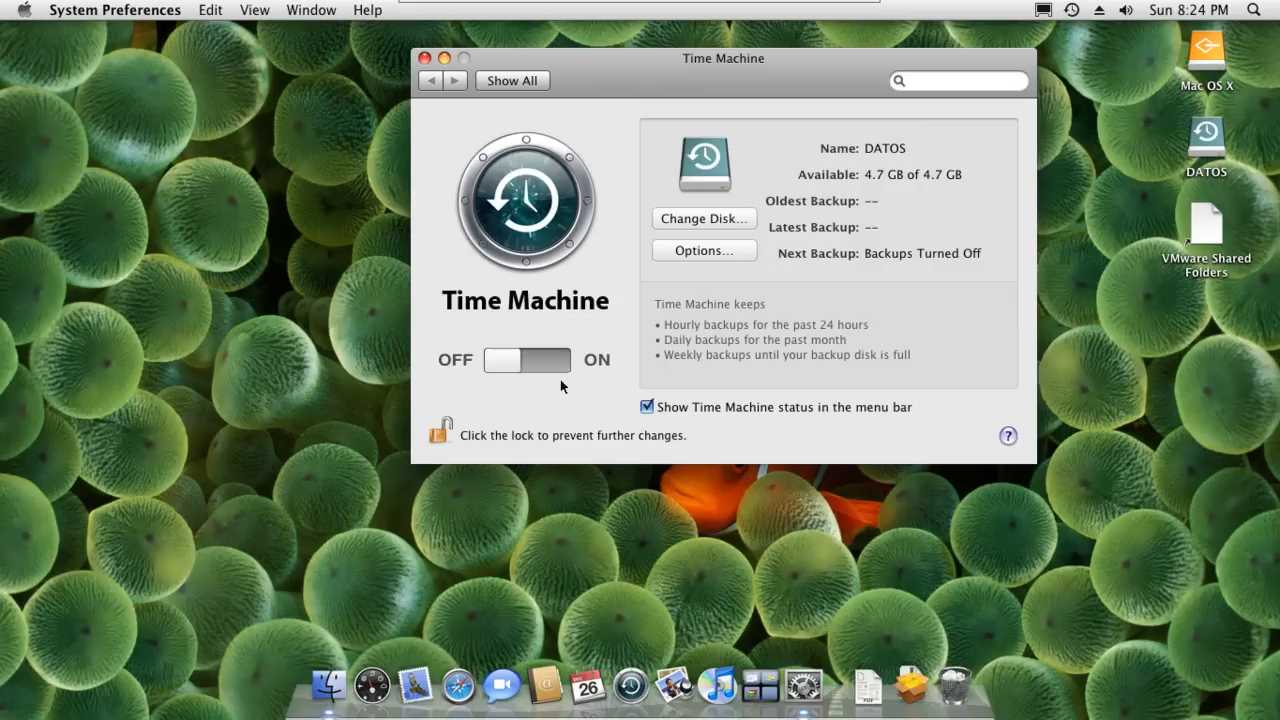 System Preferences Edit View Window Help Sun 8:24 PM
Time Machine
Show All
Mac OS X
DATOS
VMware Shared
Folders
Name: DATOS
Available: 4.7 GB of 4.7 GB
Oldest Backup: --
Latest Backup: --
Next Backup: Backups Turned Off
Change Disk...
Options...
Time Machine
OFF ON
Time Machine keeps
• Hourly backups for the past 24 hours
• Daily backups for the past month
• Weekly backups until your backup disk is full
Show Time Machine status in the menu bar
Click the lock to prevent further changes.
?
26
PDF